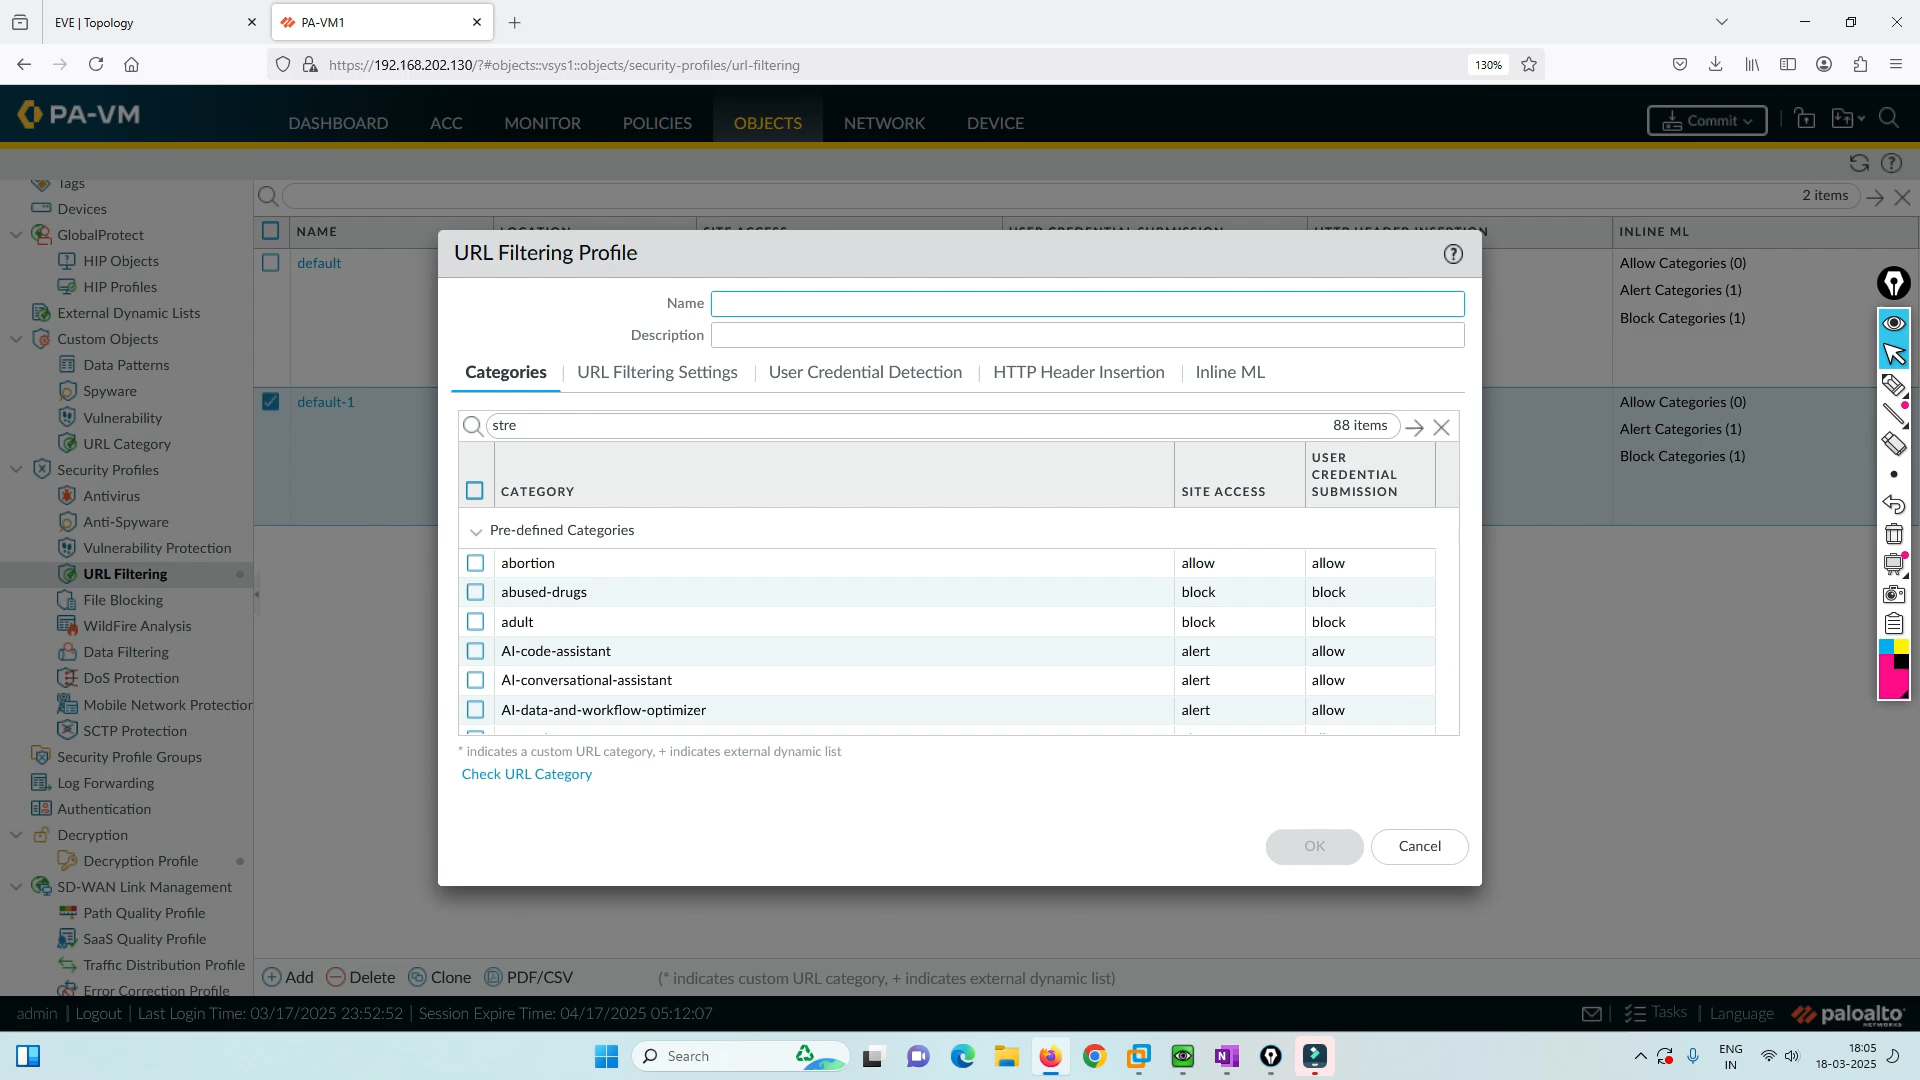 EVE | Topology
PA-VM1
https://192.168.202.130/?#objects::vsys1::objects/security-profiles/url-filtering
130%
PA-VM
DASHBOARD
ACC
MONITOR
POLICIES
OBJECTS
NETWORK
DEVICE
Commit
Tags
Devices
GlobalProtect
HIP Objects
HIP Profiles
External Dynamic Lists
Custom Objects
Data Patterns
Spyware
Vulnerability
URL Category
Security Profiles
Antivirus
Anti-Spyware
Vulnerability Protection
URL Filtering
File Blocking
WildFire Analysis
Data Filtering
DoS Protection
Mobile Network Protection
SCTP Protection
Security Profile Groups
Log Forwarding
Authentication
Decryption
Decryption Profile
SD-WAN Link Management
Path Quality Profile
SaaS Quality Profile
Traffic Distribution Profile
Error Correction Profile
2 items
NAME
LOCATION
SITE ACCESS
USER CREDENTIAL SUBMISSION
HTTP HEADER INSERTION
INLINE ML
default
Allow Categories (0)
Alert Categories (1)
Block Categories (1)
default-1
Allow Categories (0)
Alert Categories (1)
Block Categories (1)
URL Filtering Profile
Name
Description
Categories
URL Filtering Settings
User Credential Detection
HTTP Header Insertion
Inline ML
stre
88 items
CATEGORY
SITE ACCESS
USER
CREDENTIAL
SUBMISSION
Pre-defined Categories
abortion allow allow
abused-drugs block block
adult block block
AI-code-assistant alert allow
AI-conversational-assistant alert allow
AI-data-and-workflow-optimizer alert allow
* indicates a custom URL category, + indicates external dynamic list
Check URL Category
OK
Cancel
Add
Delete
Clone
PDF/CSV
(* indicates custom URL category, + indicates external dynamic list)
admin | Logout | Last Login Time: 03/17/2025 23:52:52 | Session Expire Time: 04/17/2025 05:12:07
Tasks | Language
paloalto
NETWORKS
Search
ENG
IN
18:05
18-03-2025